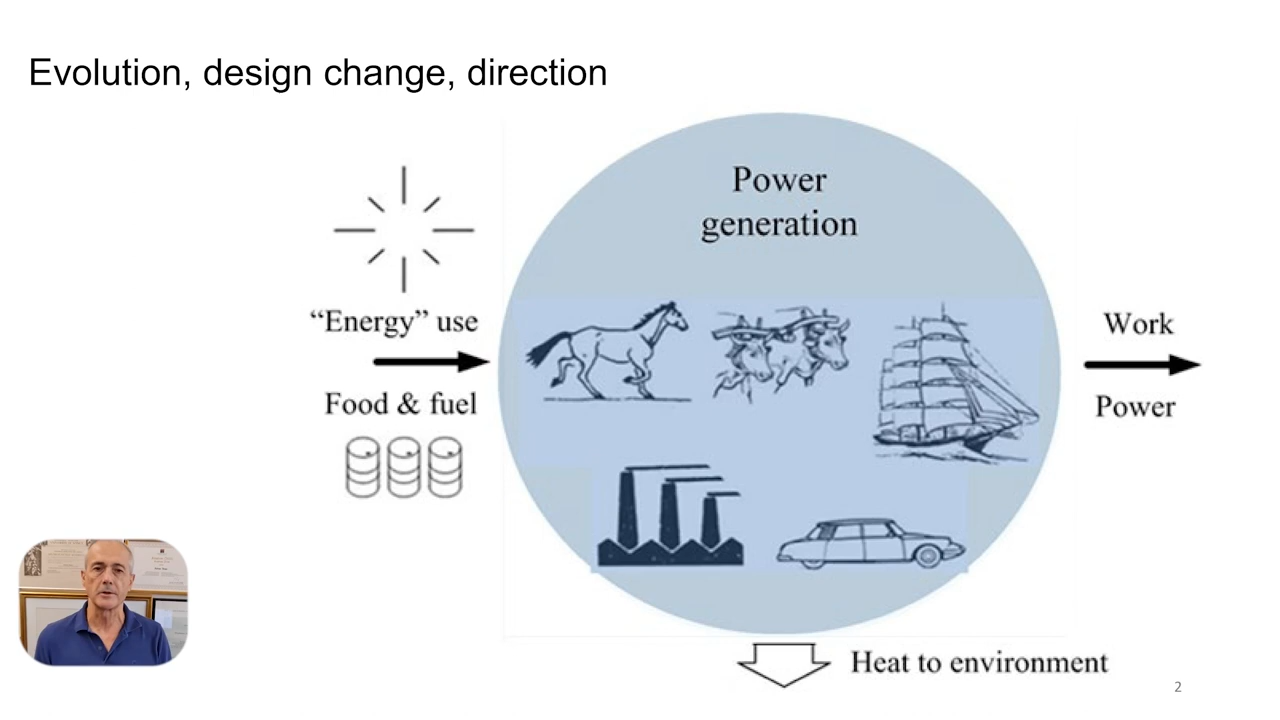 Evolution, design change, direction
Power
generation
“Energy” use
Food & fuel
Work
Power
Heat to environment
2